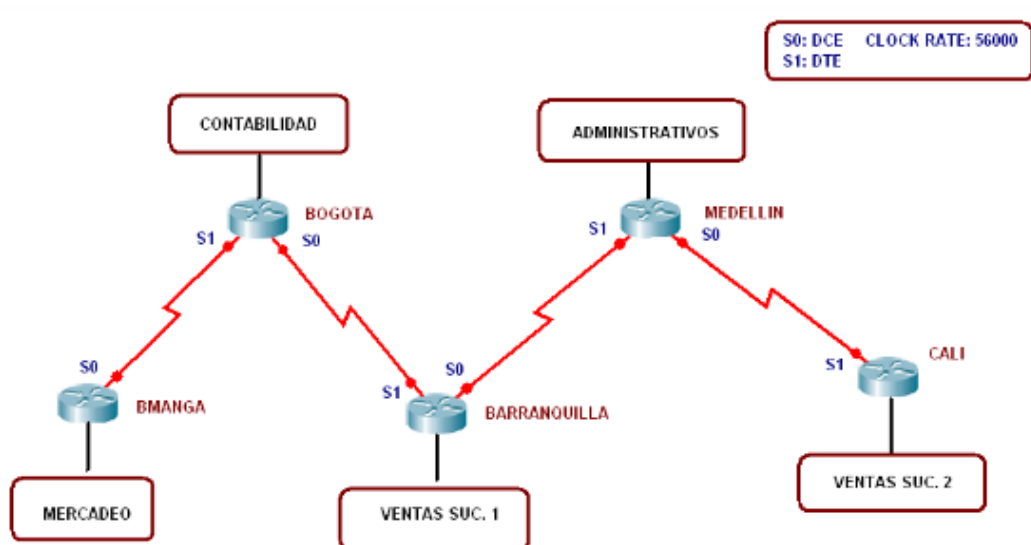 S0: DCE CLOCK RATE: 56000
S1: DTE
CONTABILIDAD
ADMINISTRATIVOS
BOGOTA
MEDELLIN
S1
S0
S1
S0
S0
BMANGA
S1
S0
BARRANQUILLA
S1
CALI
MERCADEO
VENTAS SUC. 1
VENTAS SUC. 2